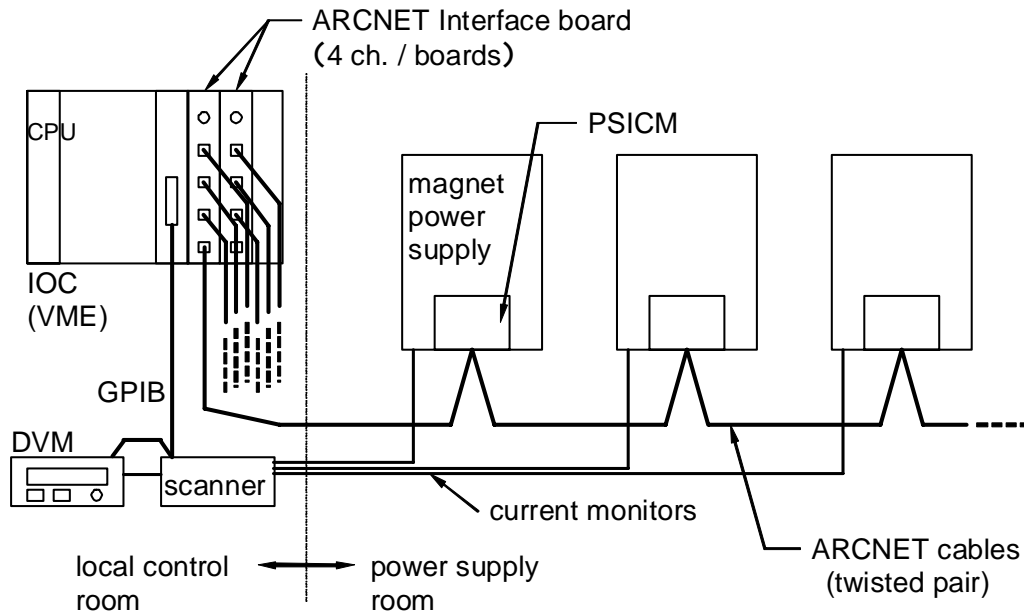 ARCNET Interface board
(4 ch. / boards)
CPU
PSICM
magnet
power
supply
IOC
(VME)
GPIB
DVM
scanner
current monitors
ARCNET cables
(twisted pair)
local control
room
power supply
room